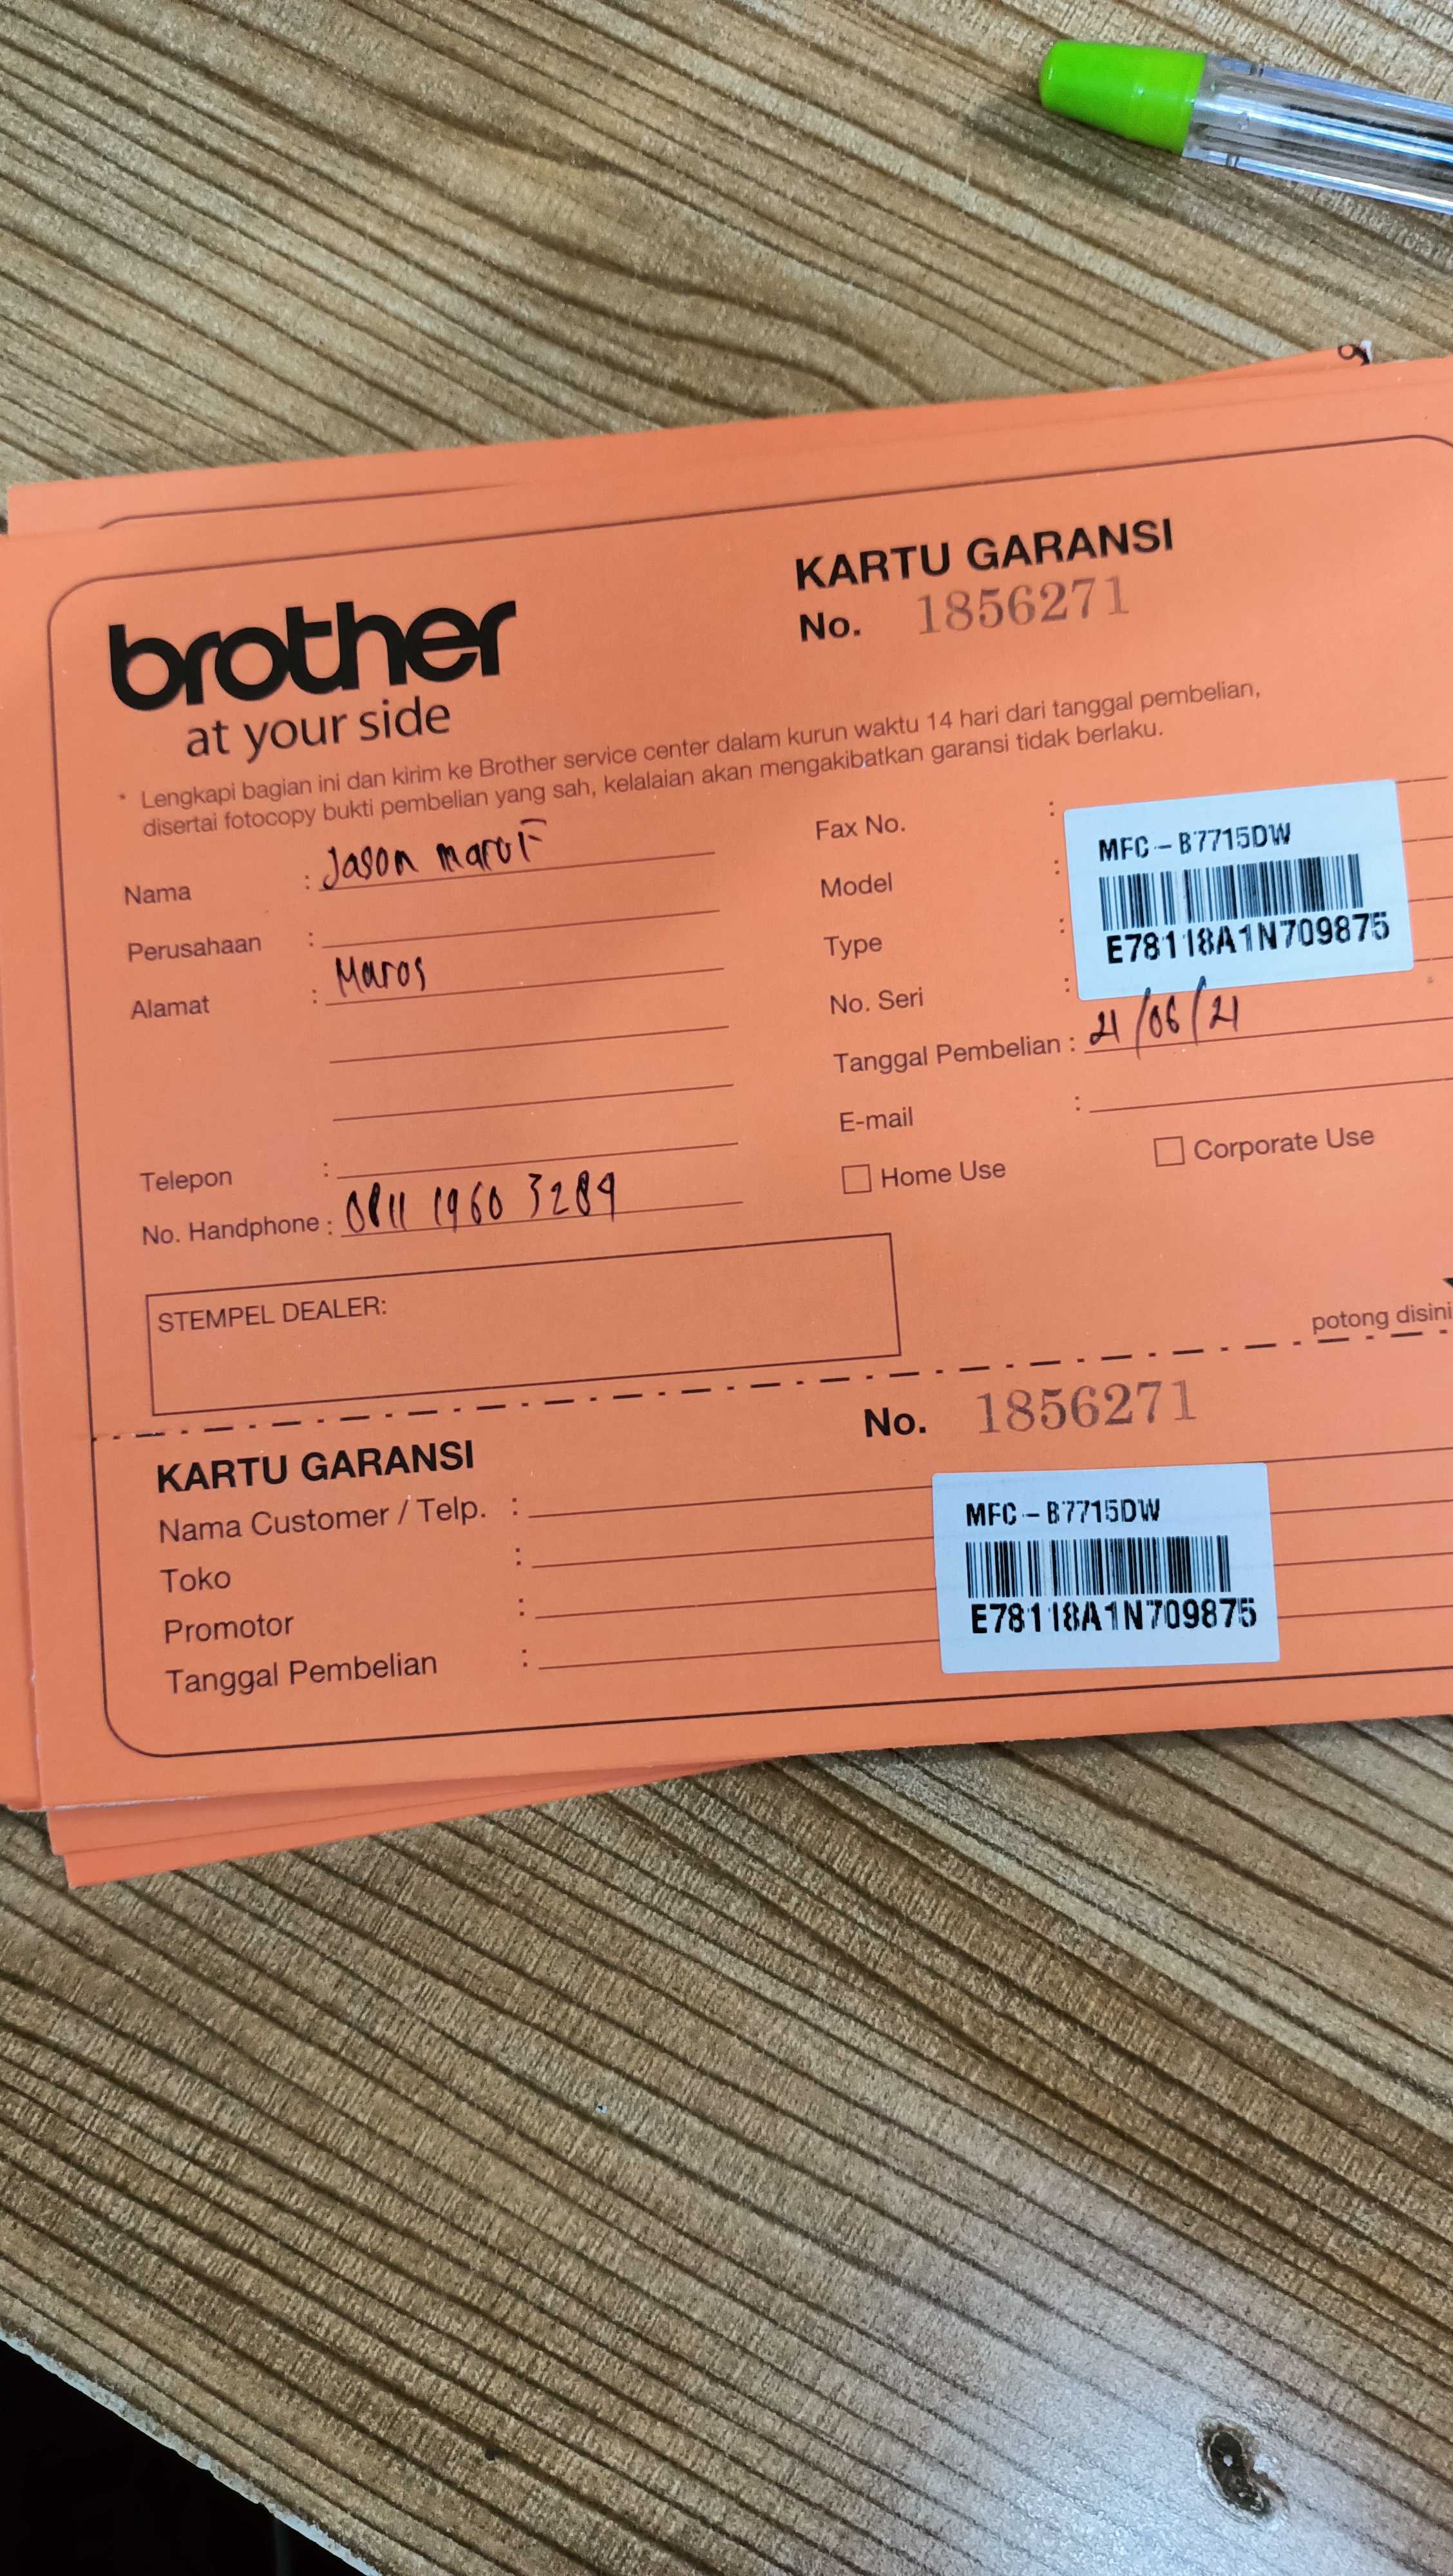 brother
at your side
KARTU GARANSI
No. 1856271
* Lengkapi bagian ini dan kirim ke Brother service center dalam kurun waktu 14 hari dari tanggal pembelian,
disertai fotocopy bukti pembelian yang sah, kelalaian akan mengakibatkan garansi tidak berlaku.
Nama : Jason marof
Perusahaan :
Alamat : Maros
Telepon :
No. Handphone : 0811 1960 3289
Fax No. :
Model :
Type :
No. Seri :
MFC-B7715DW
E78118A1N709875
Tanggal Pembelian : 21/06/21
E-mail :
Home Use
Corporate Use
STEMPEL DEALER:
potong disini
KARTU GARANSI
No. 1856271
Nama Customer / Telp. :
Toko :
Promotor :
Tanggal Pembelian :
MFC-B7715DW
E78118A1N709875